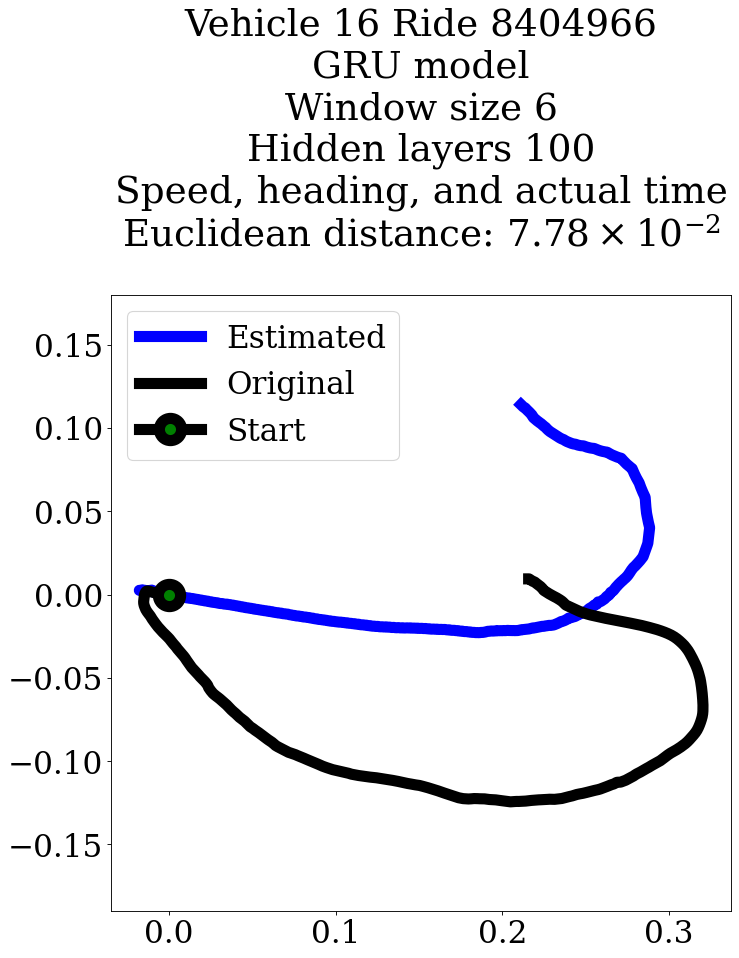 Vehicle 16 Ride 8404966
GRU model
Window size 6
Hidden layers 100
Speed, heading, and actual time
Euclidean distance: 7.78 × 10⁻²
Estimated
Original
Start
0.15
0.10
0.05
0.00
−0.05
−0.10
−0.15
0.0 0.1 0.2 0.3